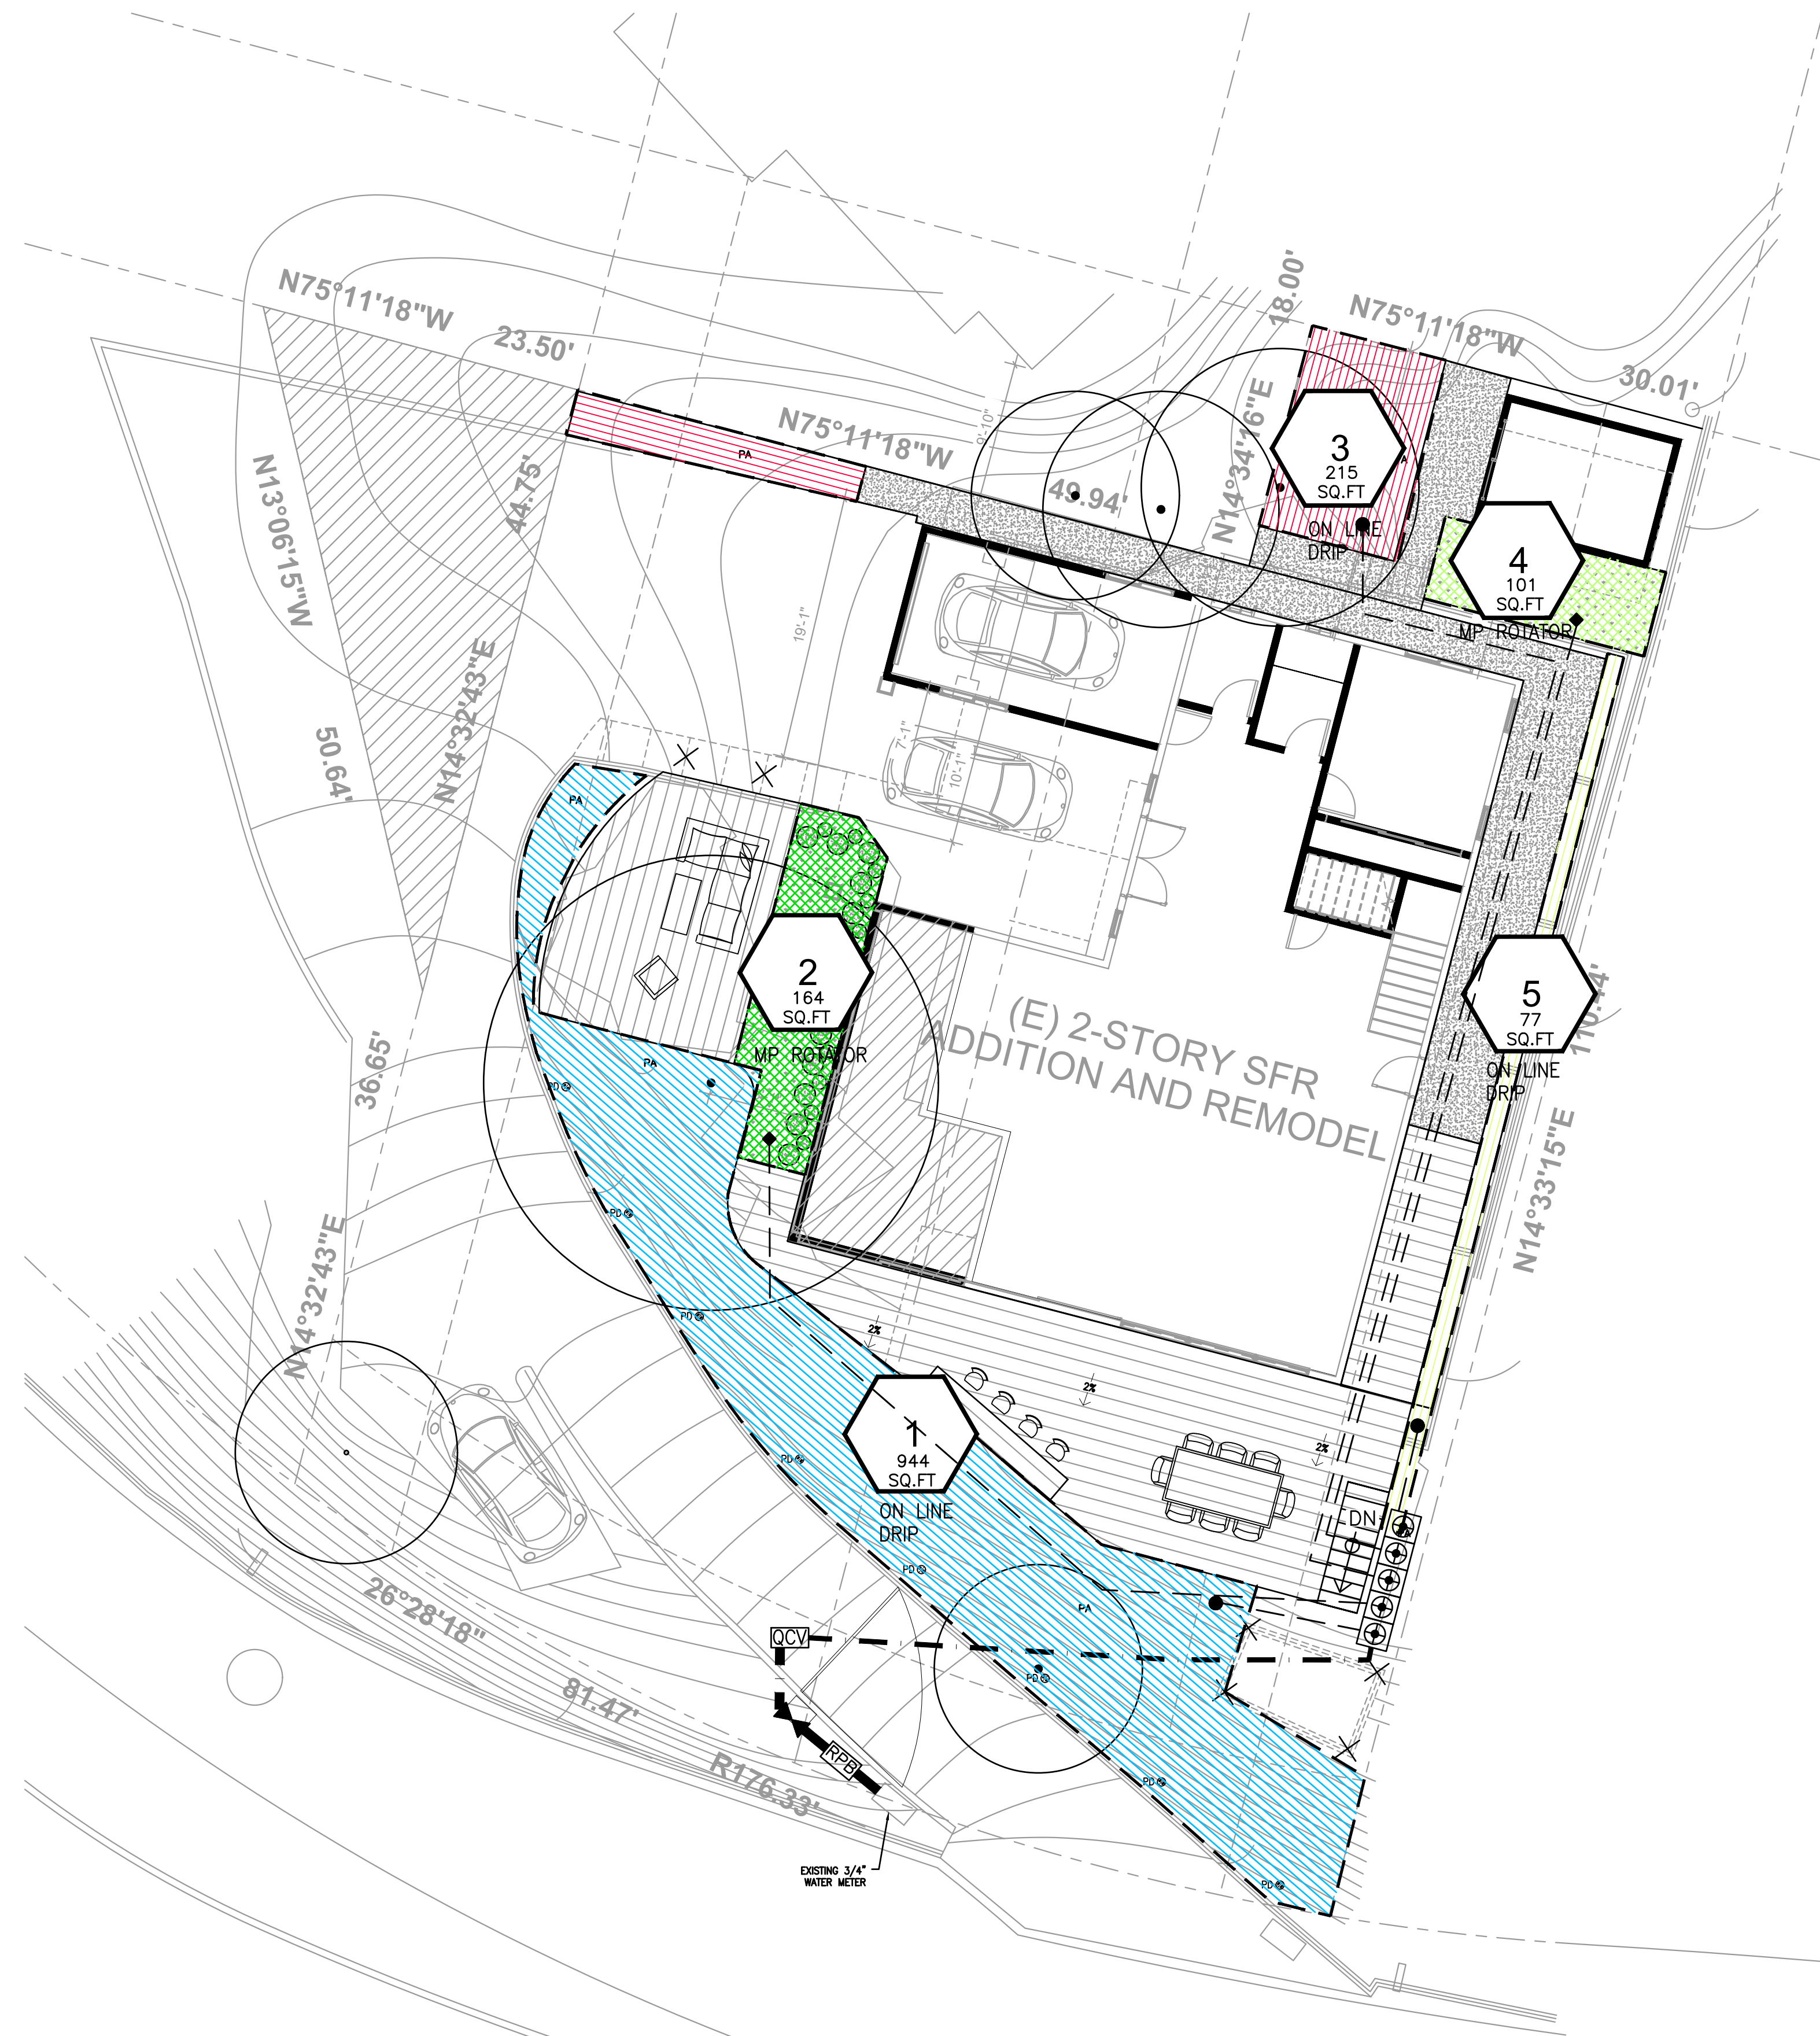 N75°11'18"W
23.50'
N75°11'18"W
49.94'
18.00'
N75°11'18"W
30.01'
N14°34'16"E
N13°06'15"W
50.64'
44.75'
N14°32'43"E
36.65'
N14°32'43"E
9'-10"
19'-1"
7'-1"
10'-1"
PA
3
215
SQ.FT
A
ON LINE
DRIP
4
101
SQ.FT
MP ROTATOR
PA
2
164
SQ.FT
MP ROTATOR
PA
(E) 2-STORY SFR
ADDITION AND REMODEL
5
77
SQ.FT
ON LINE
DRIP
110.44'
N14°33'15"E
PD
PD
PD
2%
2%
2%
1
944
SQ.FT
ON LINE
DRIP
PD
PD
DN
PA
QCV
PD
RPB
PD
PD
26°28'18"
81.47'
R176.33'
EXISTING 3/4"
WATER METER